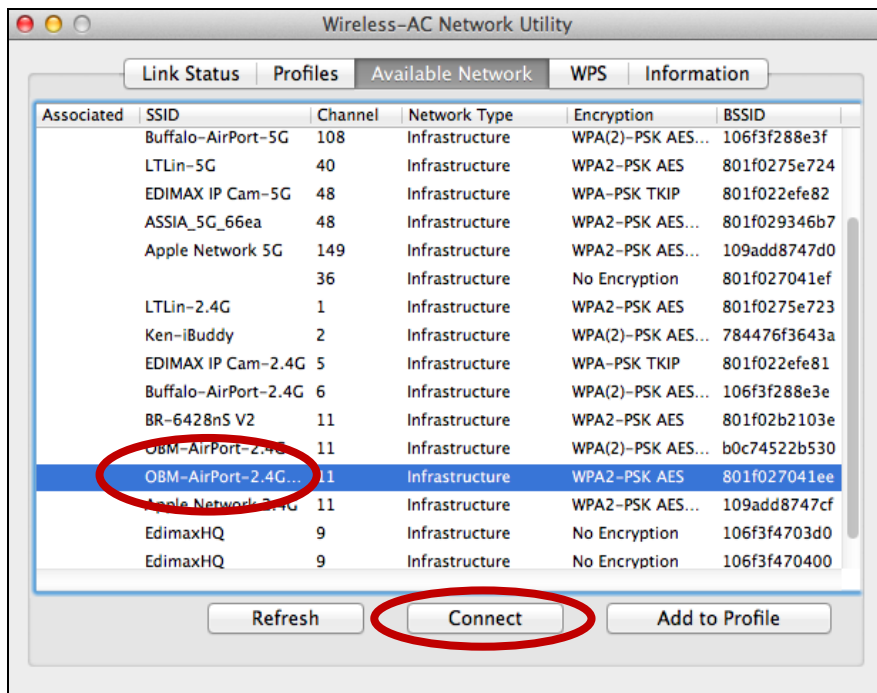 Wireless-AC Network Utility
Link Status Profiles Available Network WPS Information
Associated SSID Channel Network Type Encryption BSSID
Buffalo-AirPort-5G 108 Infrastructure WPA(2)-PSK AES... 106f3f288e3f
LTLin-5G 40 Infrastructure WPA2-PSK AES 801f0275e724
EDIMAX IP Cam-5G 48 Infrastructure WPA-PSK TKIP 801f022efe82
ASSIA_5G_66ea 48 Infrastructure WPA2-PSK AES... 801f029346b7
Apple Network 5G 149 Infrastructure WPA2-PSK AES... 109add8747d0
36 Infrastructure No Encryption 801f027041ef
LTLin-2.4G 1 Infrastructure WPA2-PSK AES 801f0275e723
Ken-iBuddy 2 Infrastructure WPA(2)-PSK AES... 784476f3643a
EDIMAX IP Cam-2.4G 5 Infrastructure WPA-PSK TKIP 801f022efe81
Buffalo-AirPort-2.4G 6 Infrastructure WPA(2)-PSK AES... 106f3f288e3e
BR-6428nS V2 11 Infrastructure WPA2-PSK AES 801f02b2103e
OBM-AirPort-2.4G 11 Infrastructure WPA(2)-PSK AES... b0c74522b530
OBM-AirPort-2.4G... 11 Infrastructure WPA2-PSK AES 801f027041ee
Apple Network 2.4G 11 Infrastructure WPA2-PSK AES... 109add8747cf
EdimaxHQ 9 Infrastructure No Encryption 106f3f4703d0
EdimaxHQ 9 Infrastructure No Encryption 106f3f470400
Refresh Connect Add to Profile